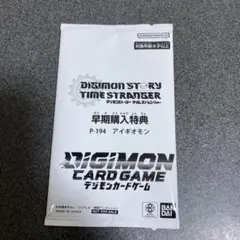 DIGIMON STORY
TIME STRANGER
デジモンストーリー タイムストレンジャー
早期購入特典
P-194 アイギオモン
DIGIMON
CARD GAME
デジモンカードゲーム
BAN
DAI